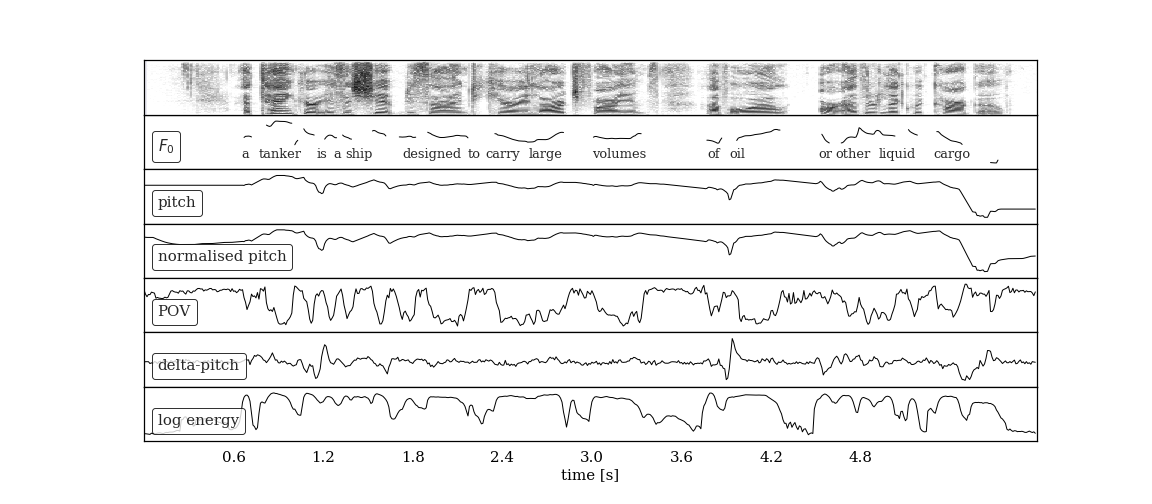 F₀
a tanker is a ship designed to carry large volumes of oil or other liquid cargo
pitch
normalised pitch
POV
delta-pitch
log energy
0.6 1.2 1.8 2.4 3.0 3.6 4.2 4.8
time [s]